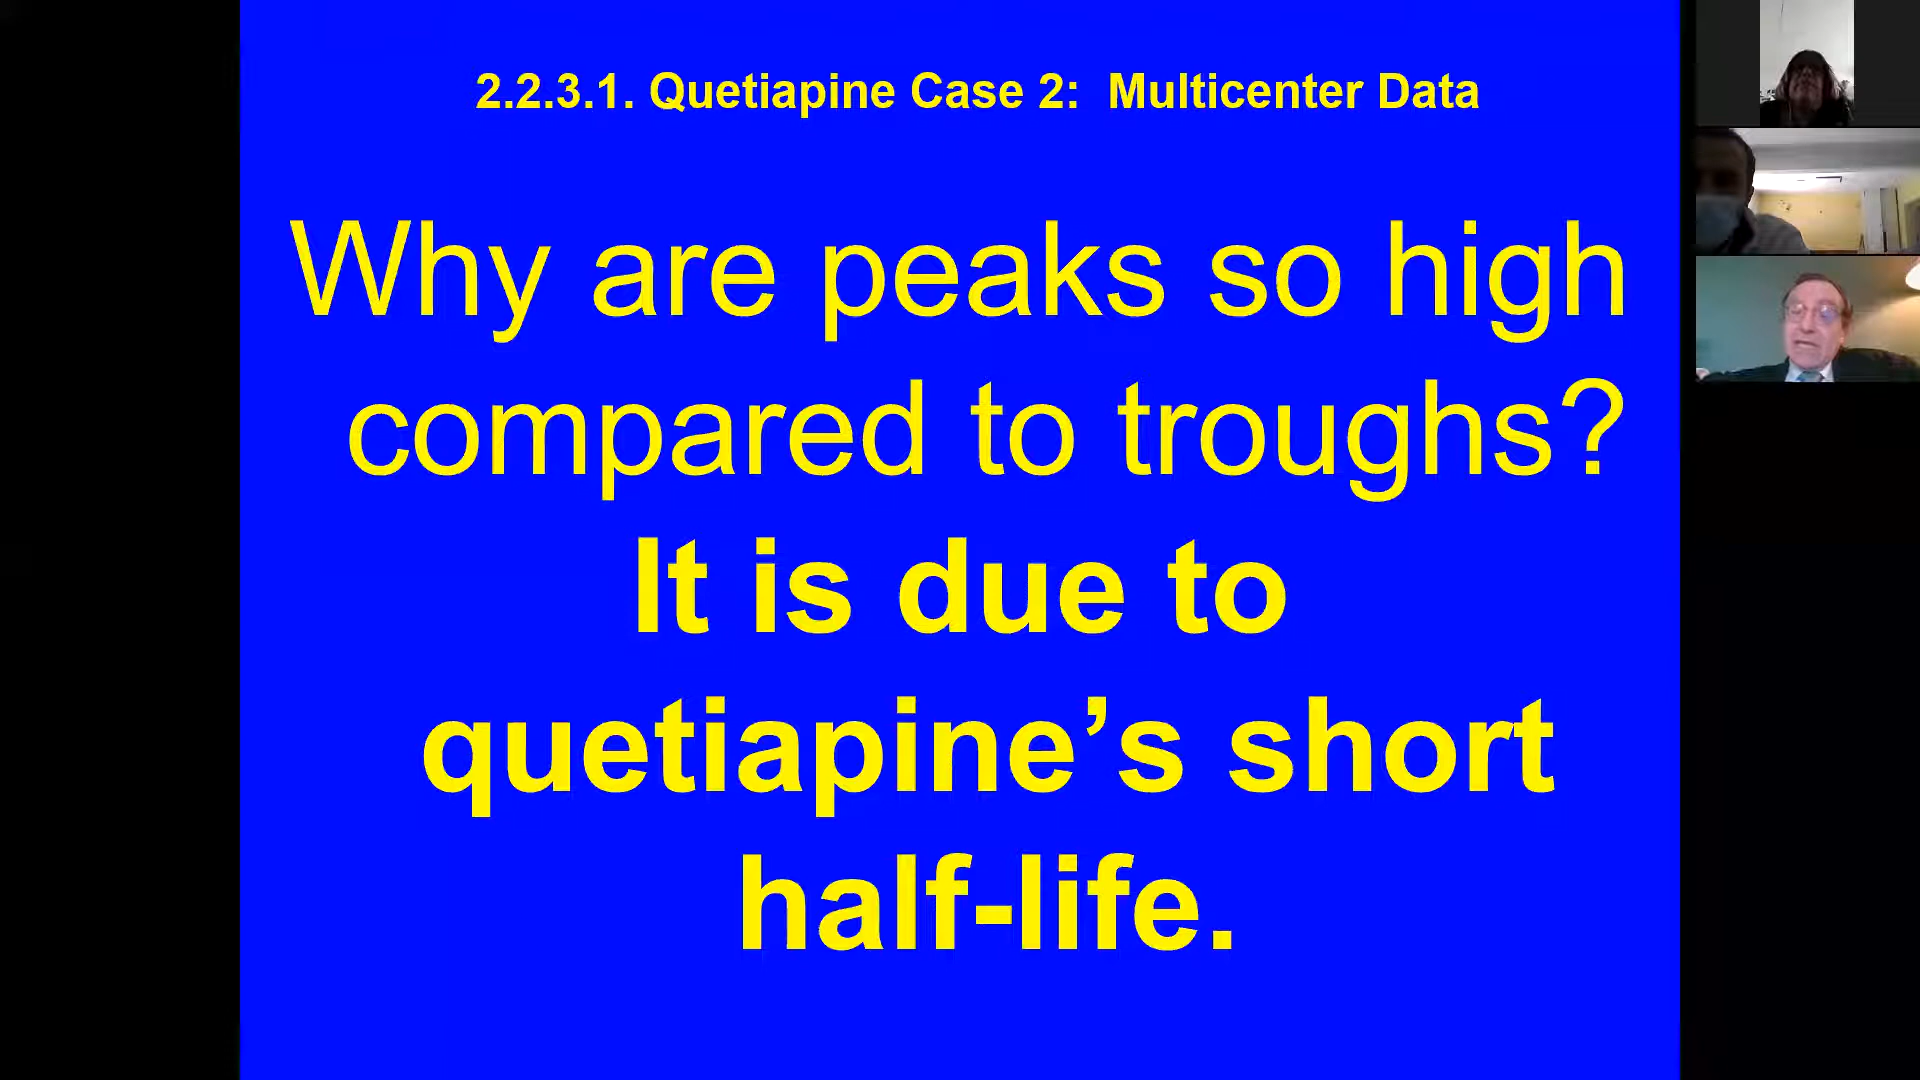 2.2.3.1. Quetiapine Case 2: Multicenter Data
Why are peaks so high
compared to troughs?
It is due to
quetiapine’s short
half-life.